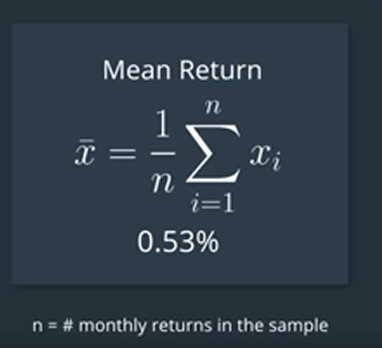 Mean Return
x̄ = 1/n ∑_{i=1}^{n} x_i
0.53%
n = # monthly returns in the sample